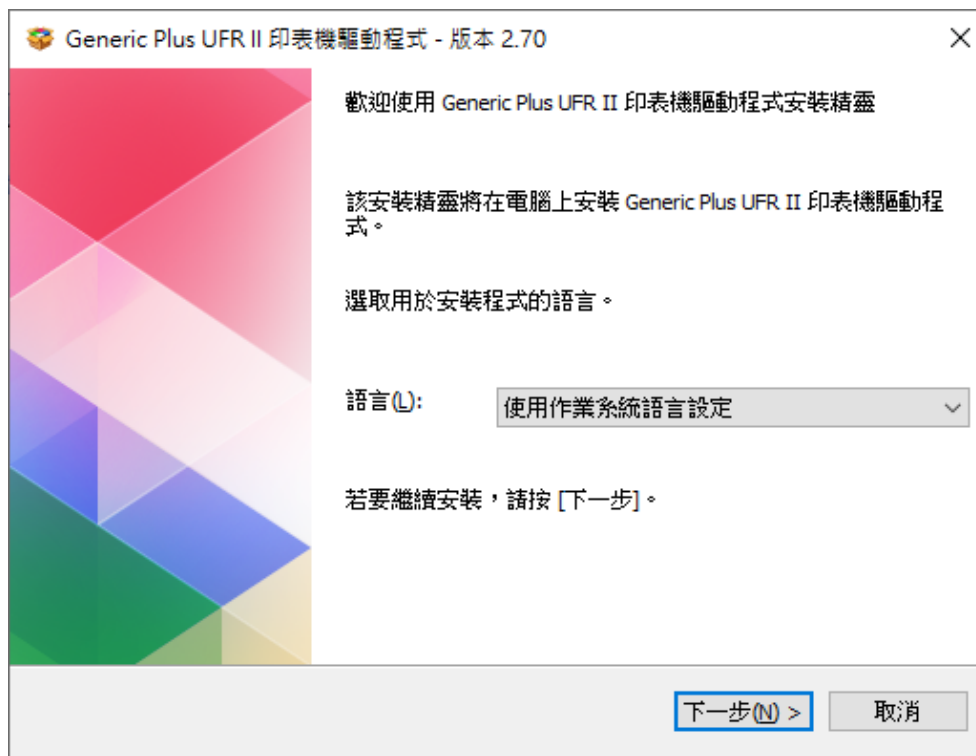 Generic Plus UFR II 印表機驅動程式 - 版本 2.70
歡迎使用 Generic Plus UFR II 印表機驅動程式安裝精靈
該安裝精靈將在電腦上安裝 Generic Plus UFR II 印表機驅動程
式。
選取用於安裝程式的語言。
語言(L):
使用作業系統語言設定
若要繼續安裝，請按 [下一步]。
下一步(N) >
取消